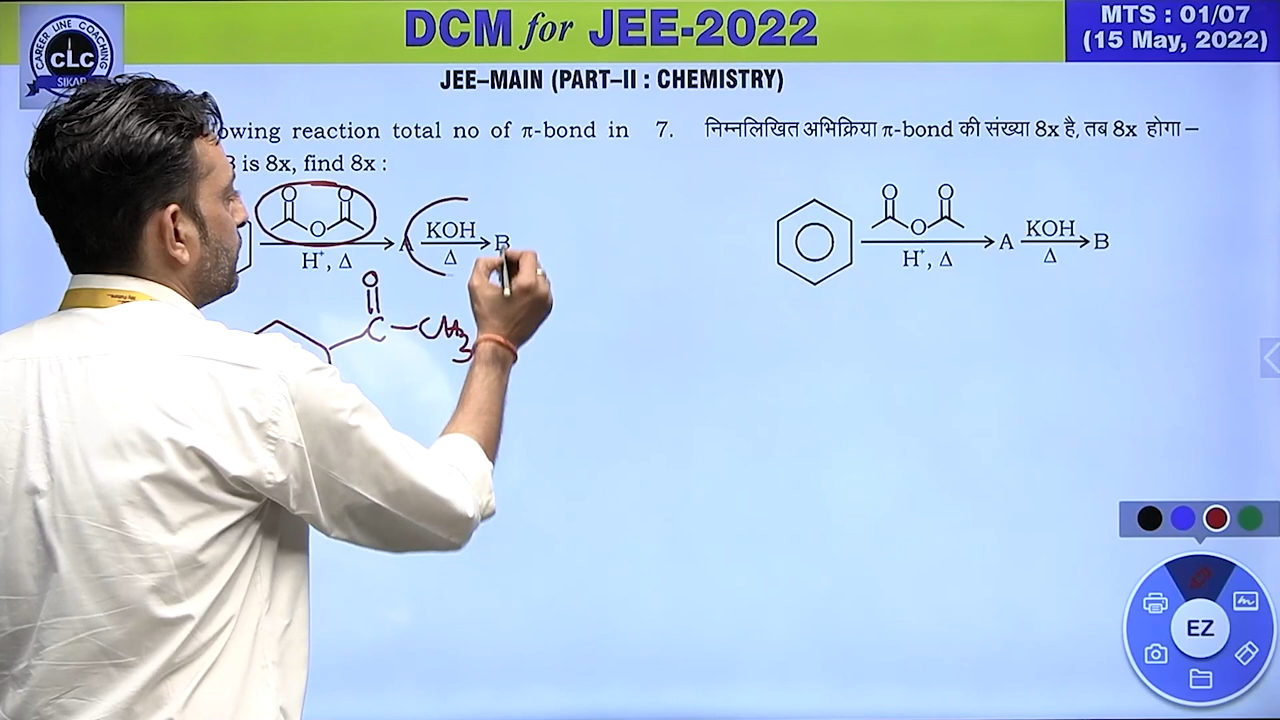 DCM for JEE-2022
MTS : 01/07
(15 May, 2022)
CAREER LINE COACHING
CLC
SIKAR
JEE–MAIN (PART–II : CHEMISTRY)
owing reaction total no of π-bond in
B is 8x, find 8x :
O O
O
H⁺, Δ
A
KOH
Δ
B
O
C–CH₃
7. निम्नलिखित अभिक्रिया π-bond की संख्या 8x है, तब 8x होगा –
O O
O
H⁺, Δ
A
KOH
Δ
B
EZ